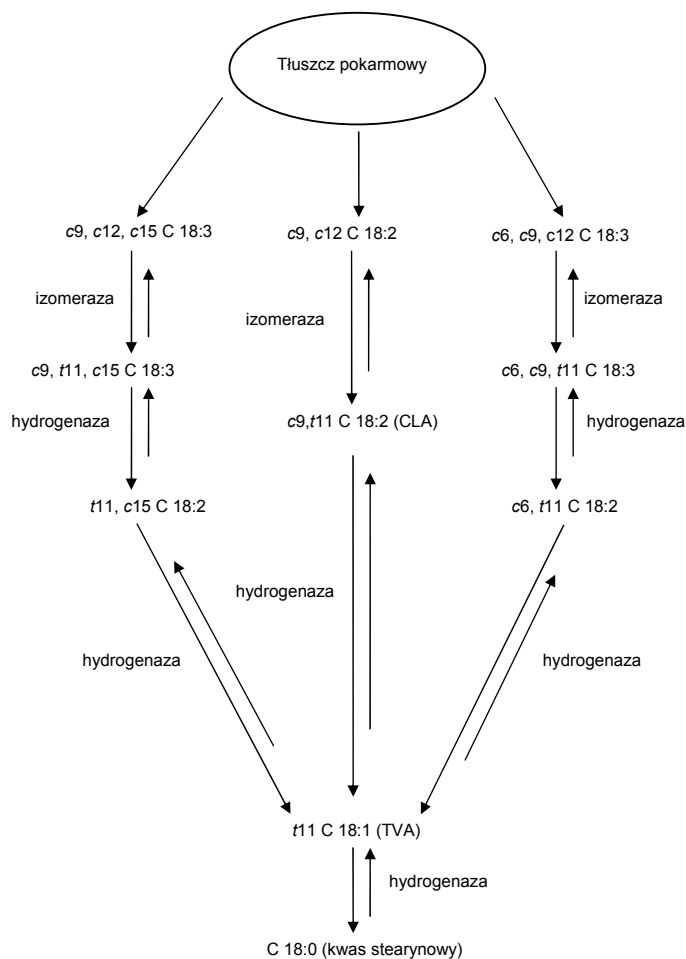 Tłuszcz pokarmowy
c9, c12, c15 C 18:3
c9, c12 C 18:2
c6, c9, c12 C 18:3
izomeraza
izomeraza
izomeraza
c9, t11, c15 C 18:3
c6, c9, t11 C 18:3
hydrogenaza
c9,t11 C 18:2 (CLA)
hydrogenaza
t11, c15 C 18:2
c6, t11 C 18:2
hydrogenaza
hydrogenaza
hydrogenaza
t11 C 18:1 (TVA)
hydrogenaza
C 18:0 (kwas stearynowy)